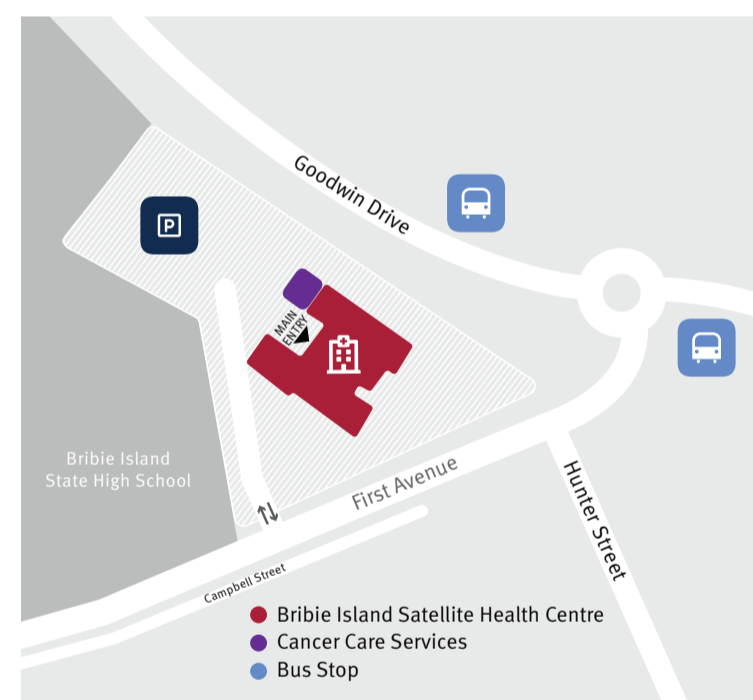 Goodwin Drive
P
MAIN
ENTRY
Bribie Island
State High School
First Avenue
Hunter Street
Campbell Street
Bribie Island Satellite Health Centre
Cancer Care Services
Bus Stop